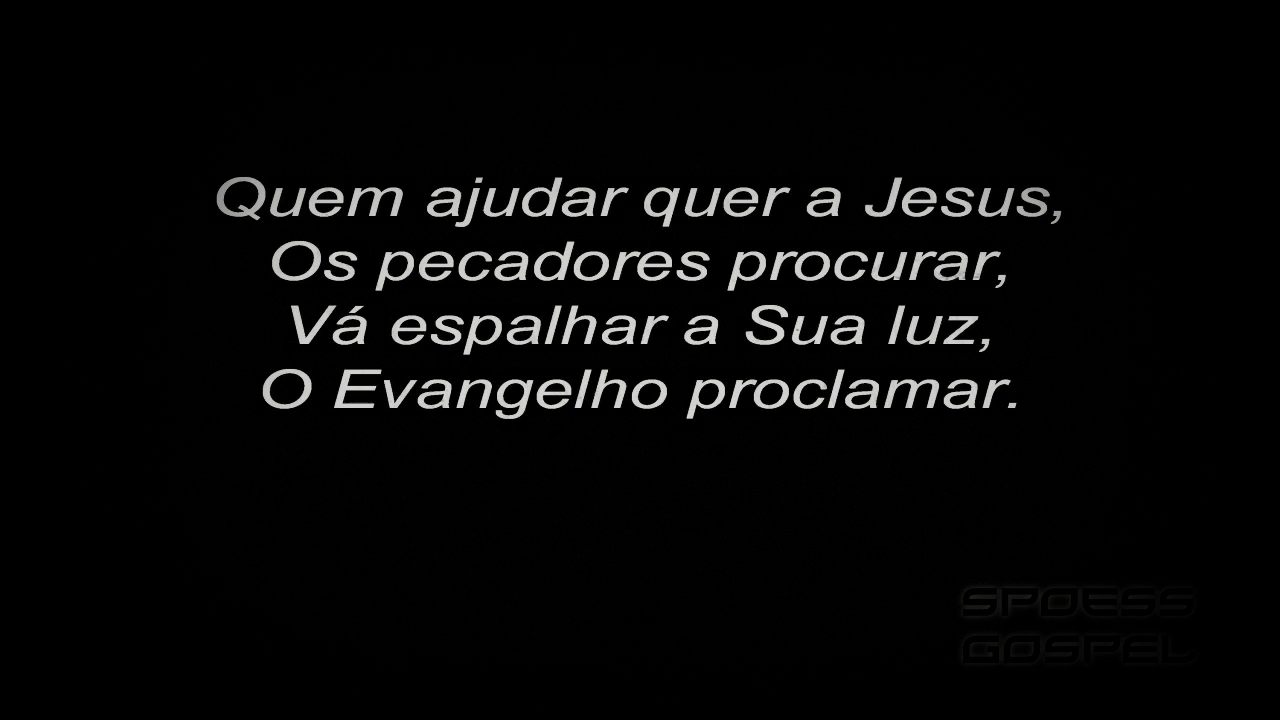 Quem ajudar quer a Jesus,
Os pecadores procurar,
Vá espalhar a Sua luz,
O Evangelho proclamar.
SPOESS
GOSPEL